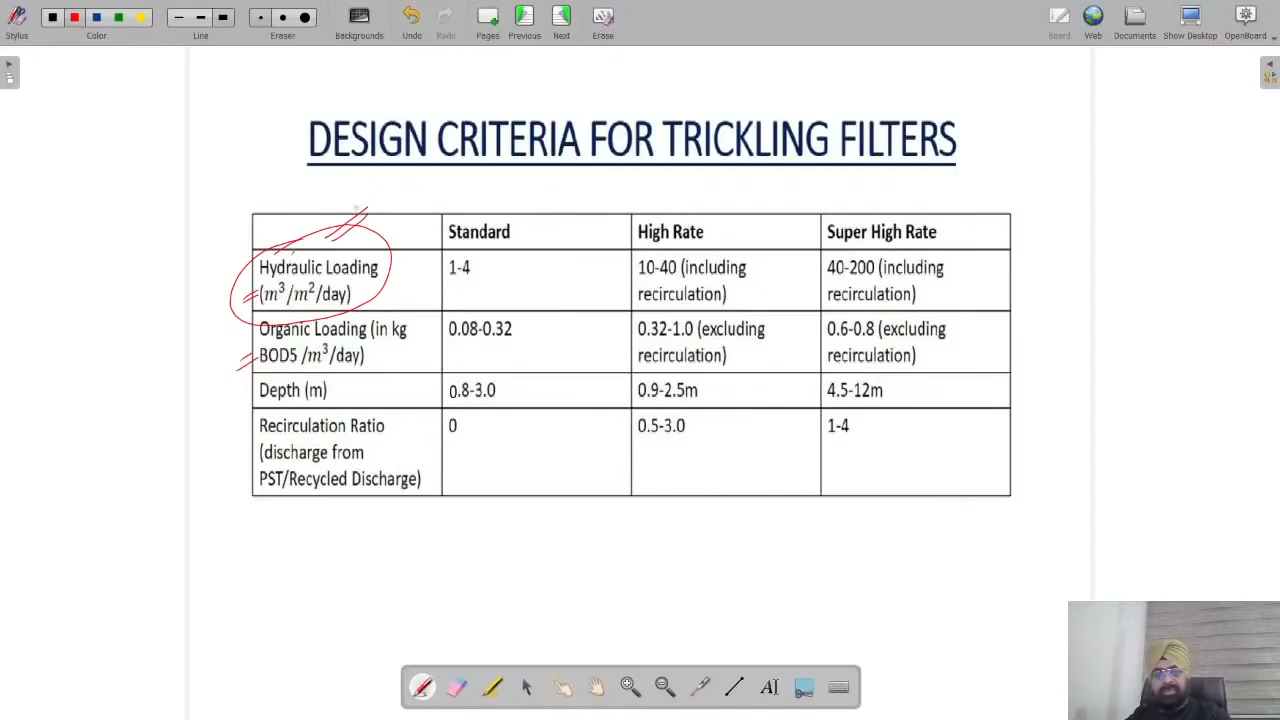 Stylus Color Line Eraser Backgrounds Undo Redo Pages Previous Next Erase Board Web Documents Show Desktop OpenBoard
DESIGN CRITERIA FOR TRICKLING FILTERS
Standard High Rate Super High Rate
Hydraulic Loading 1-4 10-40 (including 40-200 (including
(m³/m²/day) recirculation) recirculation)
Organic Loading (in kg 0.08-0.32 0.32-1.0 (excluding 0.6-0.8 (excluding
BOD5 /m³/day) recirculation) recirculation)
Depth (m) 0.8-3.0 0.9-2.5m 4.5-12m
Recirculation Ratio 0 0.5-3.0 1-4
(discharge from
PST/Recycled Discharge)